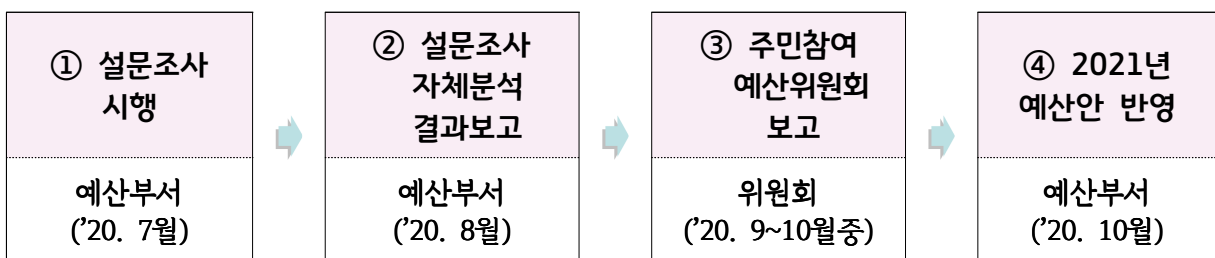 ① 설문조사
시행
예산부서
(’20. 7월)
② 설문조사
자체분석
결과보고
예산부서
(’20. 8월)
③ 주민참여
예산위원회
보고
위원회
(’20. 9~10월중)
④ 2021년
예산안 반영
예산부서
(’20. 10월)